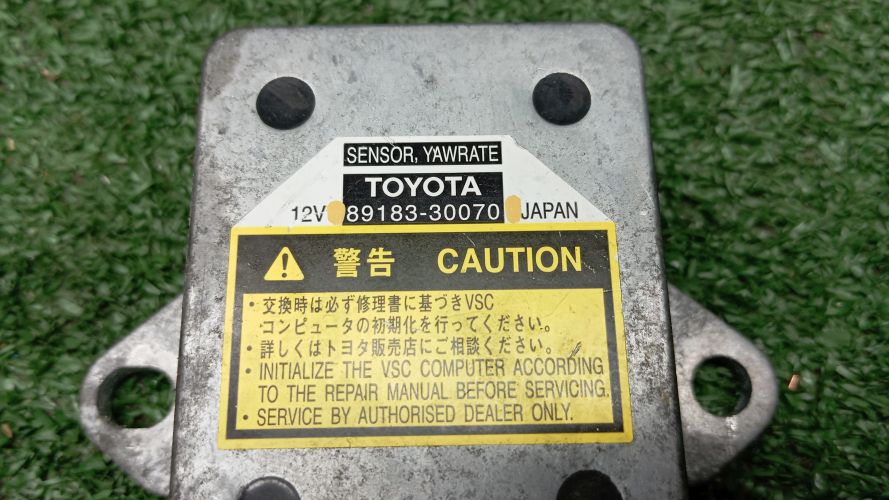 SENSOR, YAWRATE
TOYOTA
12V 89183-30070 JAPAN
警告 CAUTION
・交換時は必ず修理書に基づきVSC
コンピュータの初期化を行ってください。
・詳しくはトヨタ販売店にご相談ください。
・INITIALIZE THE VSC COMPUTER ACCORDING
TO THE REPAIR MANUAL BEFORE SERVICING.
・SERVICE BY AUTHORISED DEALER ONLY.